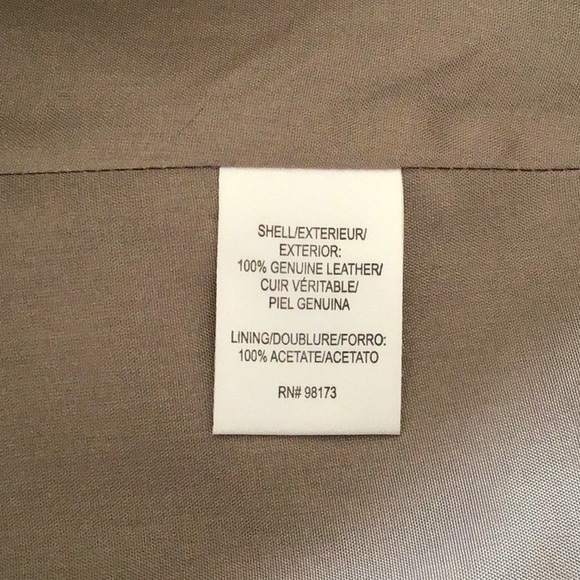 SHELL/EXTERIEUR/
EXTERIOR:
100% GENUINE LEATHER/
CUIR VÉRITABLE/
PIEL GENUINA
LINING/DOUBLURE/FORRO:
100% ACETATE/ACETATO
RN# 98173